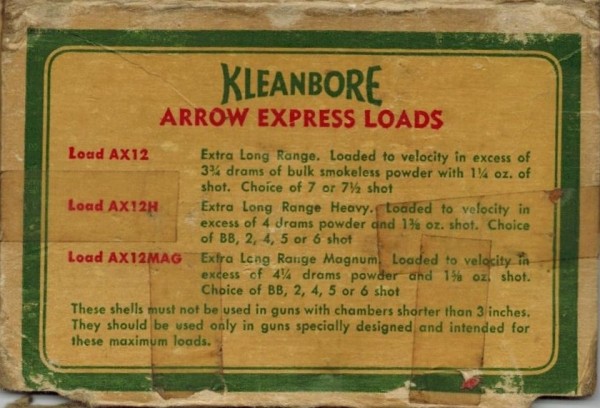 KLEANBORE
ARROW EXPRESS LOADS
Load AX12 Extra Long Range. Loaded to velocity in excess of
3¾ drams of bulk smokeless powder with 1¼ oz. of
shot. Choice of 7 or 7½ shot
Load AX12H Extra Long Range Heavy. Loaded to velocity in
excess of 4 drams powder and 1⅜ oz. shot. Choice
of BB, 2, 4, 5 or 6 shot
Load AX12MAG Extra Long Range Magnum. Loaded to velocity in
excess of 4¼ drams powder and 1⅝ oz. shot.
Choice of BB, 2, 4, 5 or 6 shot
These shells must not be used in guns with chambers shorter than 3 inches.
They should be used only in guns specially designed and intended for
these maximum loads.